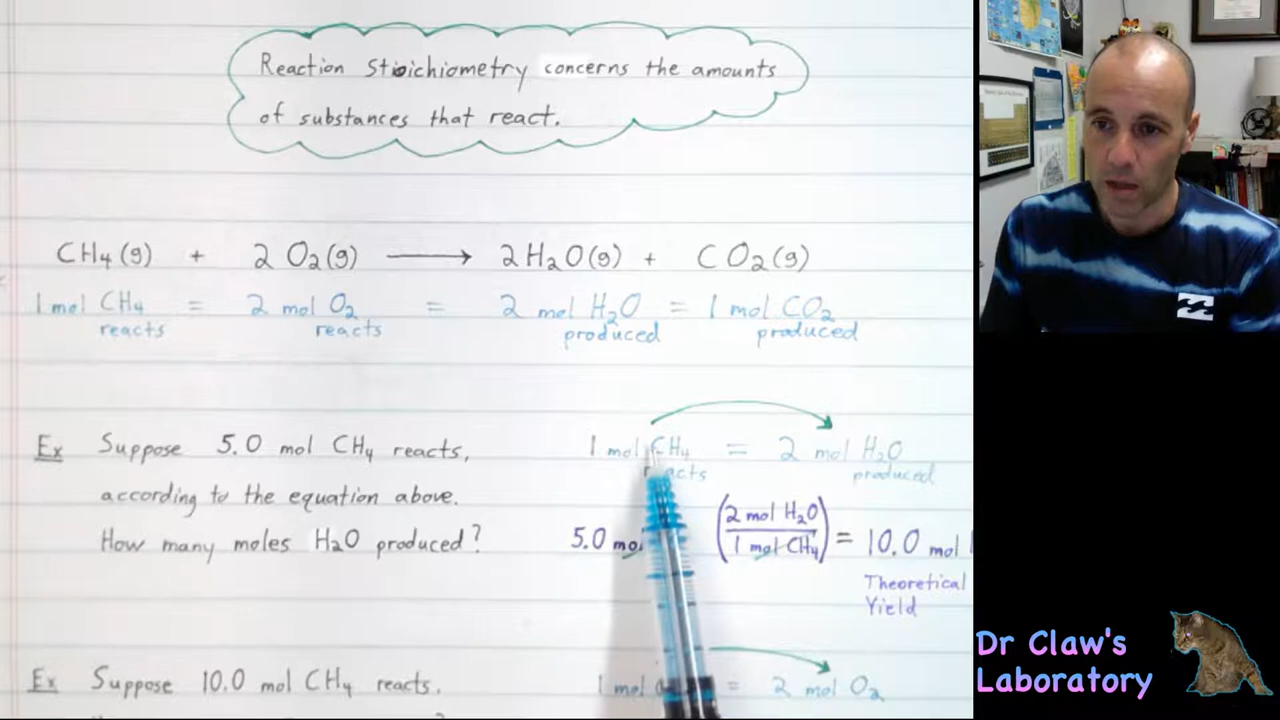 Reaction Stoichiometry concerns the amounts
of substances that react.
CH₄(g) + 2 O₂(g) ⟶ 2H₂O(g) + CO₂(g)
1 mol CH₄ = 2 mol O₂ = 2 mol H₂O = 1 mol CO₂
reacts reacts produced produced
Ex Suppose 5.0 mol CH₄ reacts,
according to the equation above.
How many moles H₂O produced?
1 mol CH₄ = 2 mol H₂O
reacts produced
5.0 mol (2 mol H₂O / 1 mol CH₄) = 10.0 mol
Theoretical
Yield
Ex Suppose 10.0 mol CH₄ reacts.
1 mol = 2 mol O₂
Dr Claw's
Laboratory